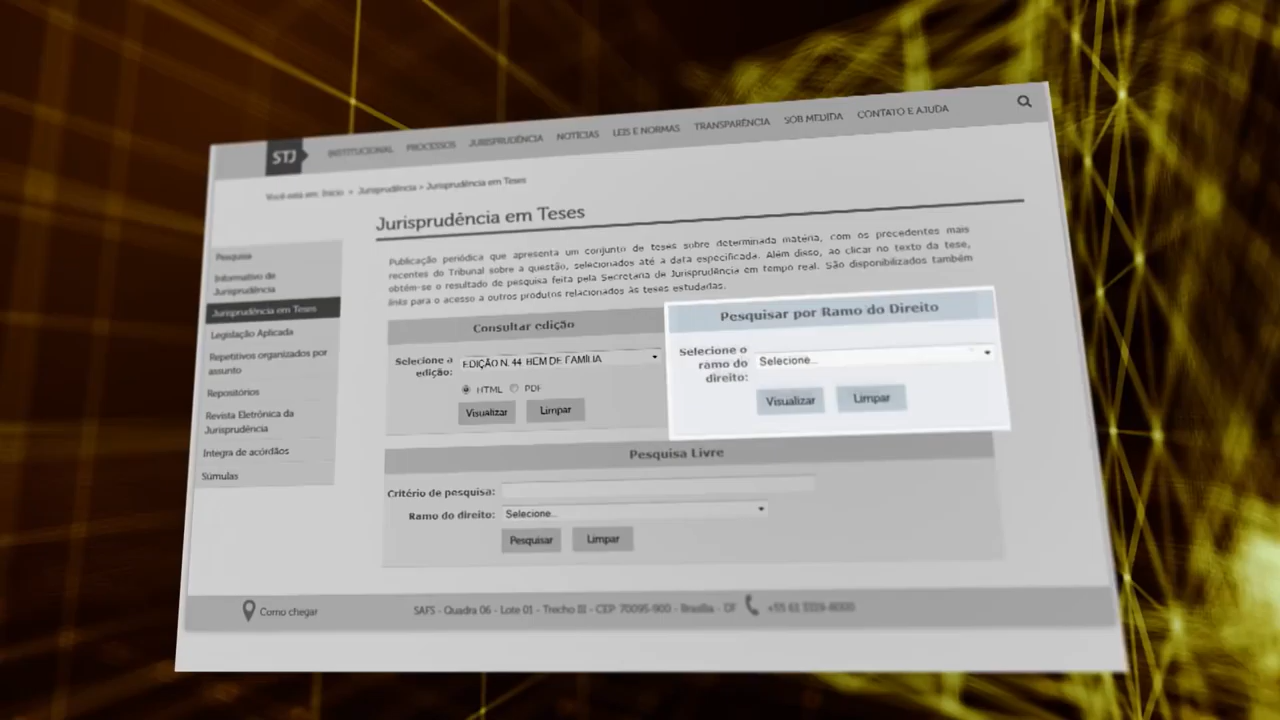 STJ
INSTITUCIONAL PROCESSOS JURISPRUDÊNCIA NOTÍCIAS LEIS E NORMAS TRANSPARÊNCIA SOB MEDIDA CONTATO E AJUDA
Você está em: Início » Jurisprudência » Jurisprudência em Teses
Jurisprudência em Teses
Publicação periódica que apresenta um conjunto de teses sobre determinada matéria, com os precedentes mais
recentes do Tribunal sobre a questão, selecionados até a data especificada. Além disso, ao clicar no texto da tese,
obtém-se o resultado de pesquisa feita pela Secretaria de Jurisprudência em tempo real. São disponibilizados também
links para o acesso a outros produtos relacionados às teses estudadas.
Pesquisa
Informativo de
Jurisprudência
Jurisprudência em Teses
Legislação Aplicada
Repetitivos organizados por
assunto
Repositórios
Revista Eletrônica da
Jurisprudência
Íntegra de acórdãos
Súmulas
Consultar edição
Selecione a
edição:
EDIÇÃO N. 44: BEM DE FAMÍLIA
HTML PDF
Visualizar Limpar
Pesquisar por Ramo do Direito
Selecione o
ramo do
direito:
Selecione...
Visualizar Limpar
Pesquisa Livre
Critério de pesquisa:
Ramo do direito: Selecione...
Pesquisar Limpar
Como chegar
SAFS - Quadra 06 - Lote 01 - Trecho III - CEP 70095-900 - Brasília - DF
+55 61 3319-8000